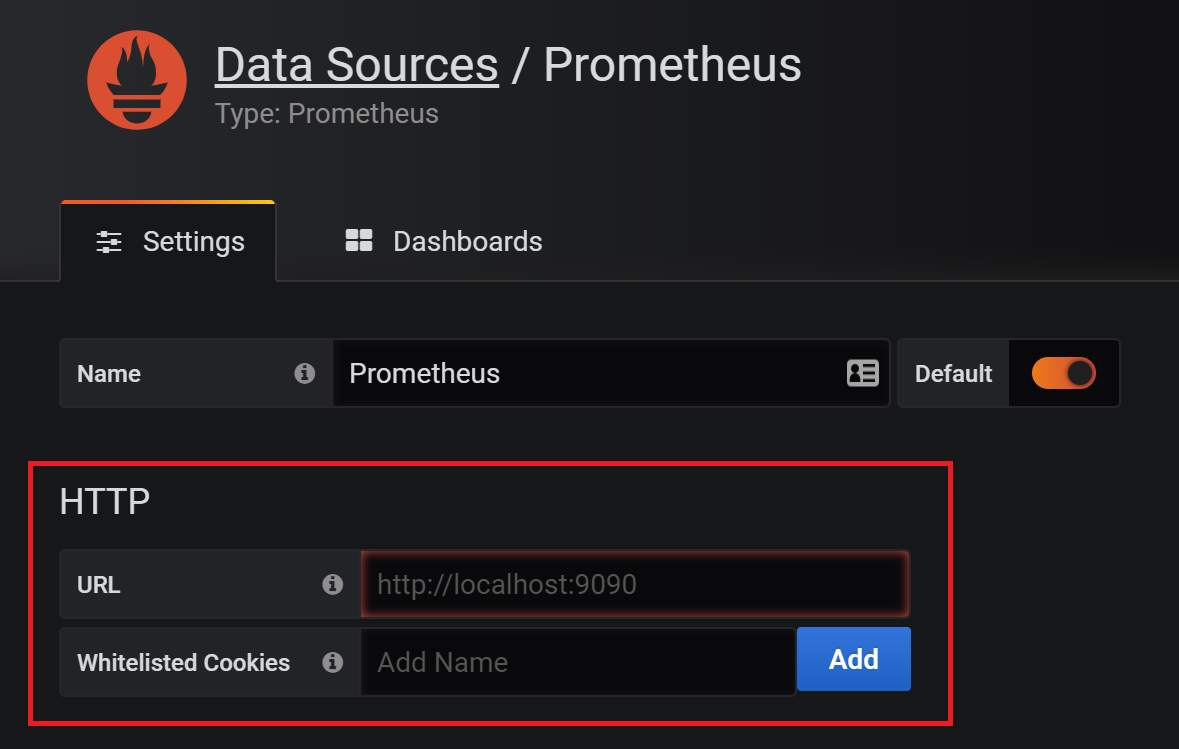 Data Sources / Prometheus
Type: Prometheus
Settings
Dashboards
Name
Prometheus
Default
HTTP
URL
http://localhost:9090
Whitelisted Cookies
Add Name
Add